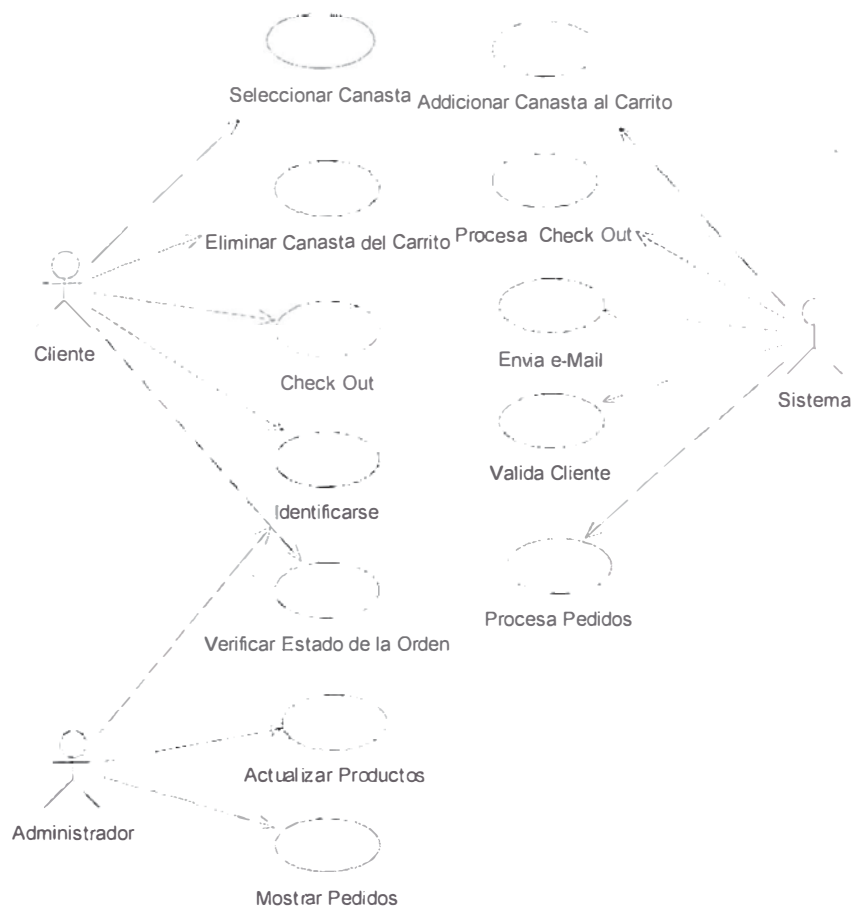 Seleccionar Canasta
Addicionar Canasta al Carrito
Eliminar Canasta del Carrito
Procesa Check Out
Cliente
Check Out
Envia e-Mail
Sistema
Identificarse
Valida Cliente
Verificar Estado de la Orden
Procesa Pedidos
Actualizar Productos
Administrador
Mostrar Pedidos